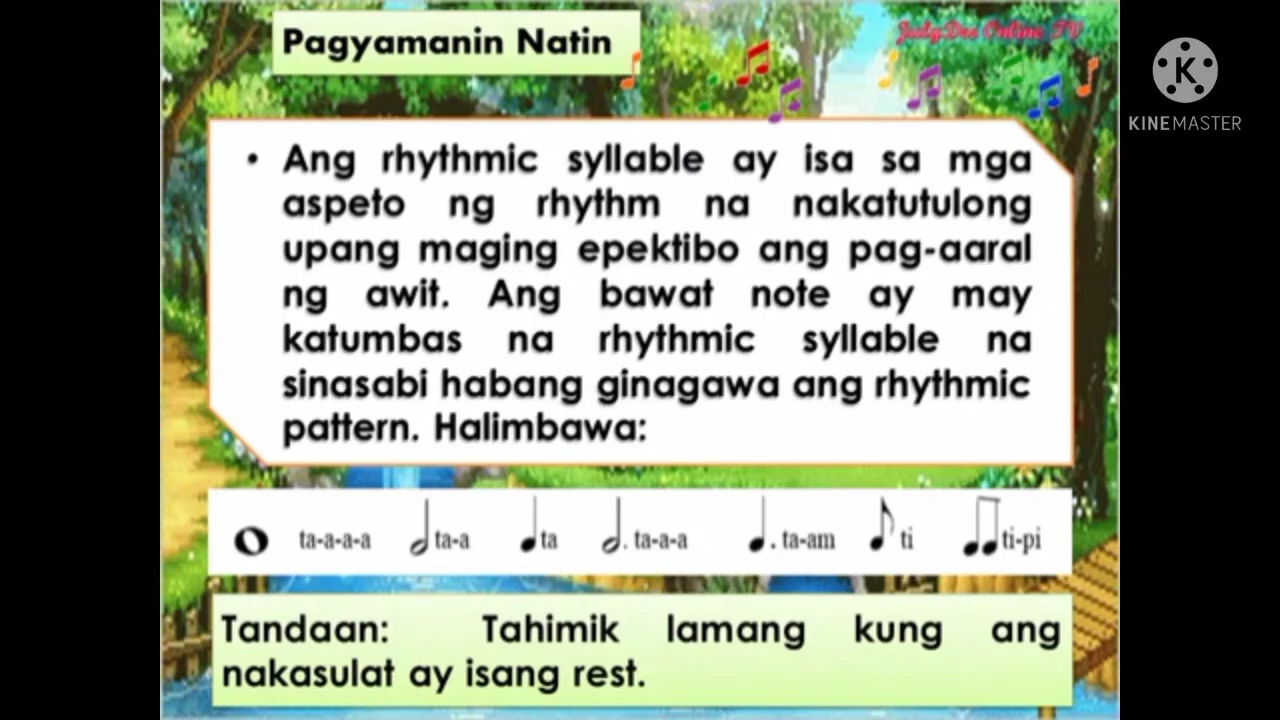 Pagyamanin Natin
JudyDee Online TV
KINEMASTER
• Ang rhythmic syllable ay isa sa mga
aspeto ng rhythm na nakatutulong
upang maging epektibo ang pag-aaral
ng awit. Ang bawat note ay may
katumbas na rhythmic syllable na
sinasabi habang ginagawa ang rhythmic
pattern. Halimbawa:
ta-a-a-a ta-a ta ta-a-a ta-am ti ti-pi
Tandaan: Tahimik lamang kung ang
nakasulat ay isang rest.